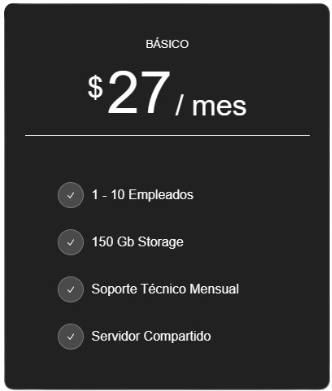 BÁSICO
$27 / mes
1 - 10 Empleados
150 Gb Storage
Soporte Técnico Mensual
Servidor Compartido